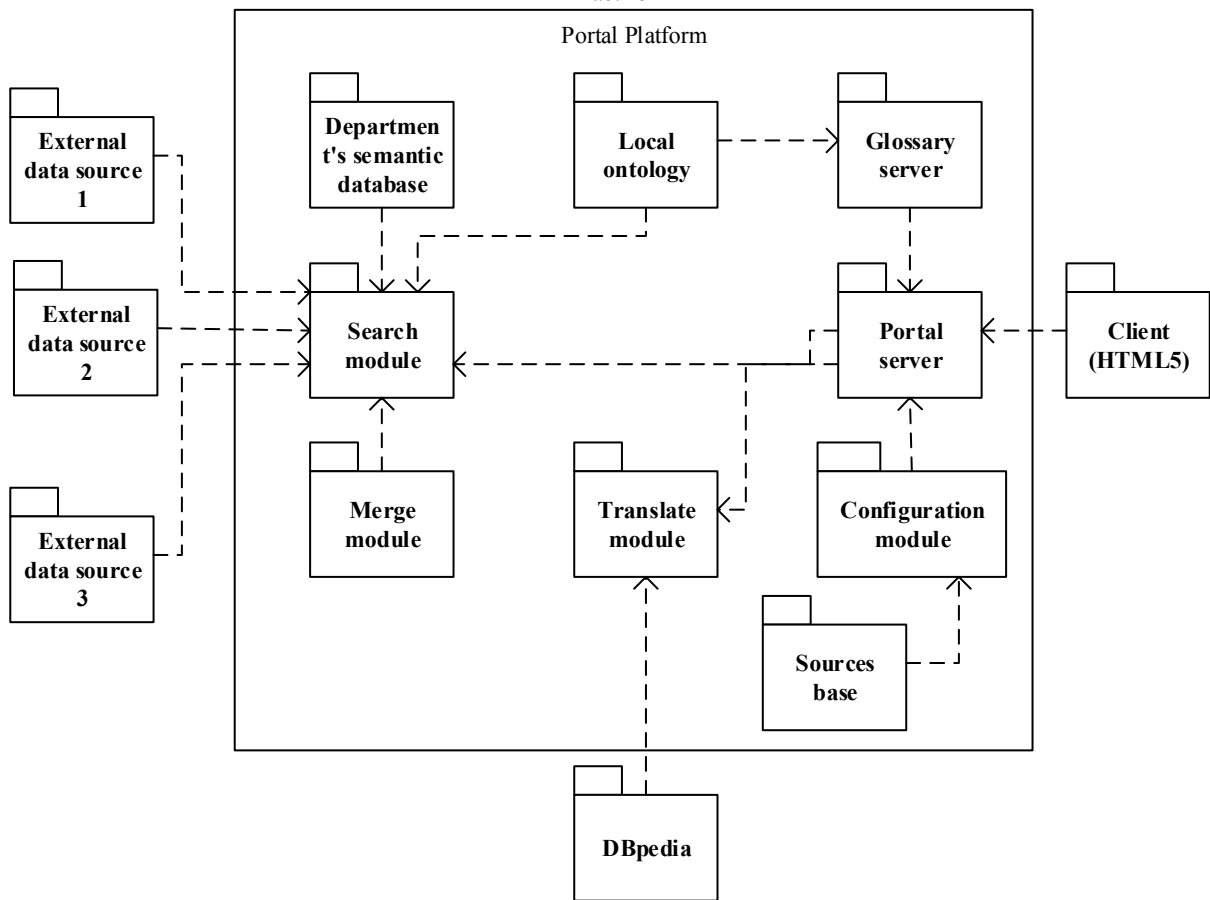 Portal Platform
External
data source
1
Departmen
t's semantic
database
Local
ontology
Glossary
server
External
data source
2
Search
module
Portal
server
Client
(HTML5)
External
data source
3
Merge
module
Translate
module
Configuration
module
Sources
base
DBpedia